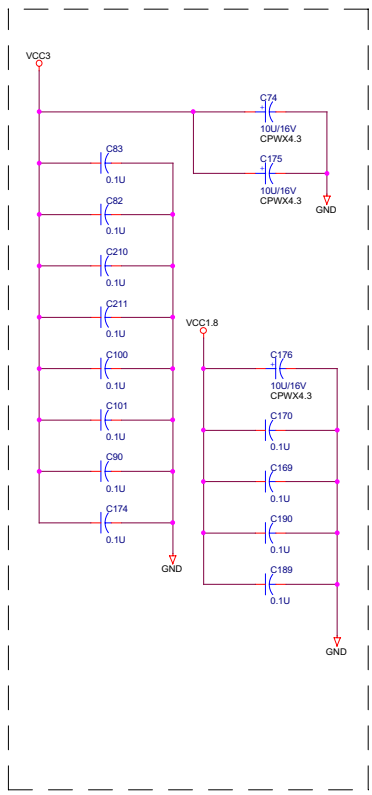 VCC3
C74
+
10U/16V
CPWX4.3
C175
+
10U/16V
CPWX4.3
GND
C83
0.1U
C82
0.1U
C210
0.1U
C211
0.1U
C100
0.1U
C101
0.1U
C90
0.1U
C174
0.1U
GND
VCC1.8
C176
+
10U/16V
CPWX4.3
C170
0.1U
C169
0.1U
C190
0.1U
C189
0.1U
GND